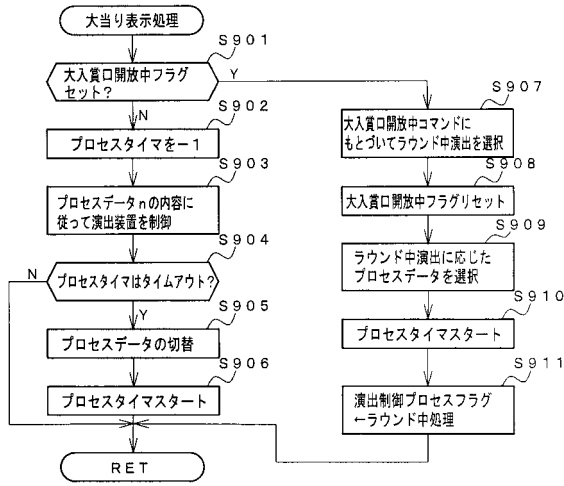 大当り表示処理
S901
大入賞口開放中フラグ
セット?
Y
N
S902
プロセスタイマを－1
S903
プロセスデータnの内容に
従って演出装置を制御
S904
N
プロセスタイマはタイムアウト?
Y
S905
プロセスデータの切替
S906
プロセスタイマスタート
RET
S907
大入賞口開放中コマンドに
もとづいてラウンド中演出を選択
S908
大入賞口開放中フラグリセット
S909
ラウンド中演出に応じた
プロセスデータを選択
S910
プロセスタイマスタート
S911
演出制御プロセスフラグ
←ラウンド中処理